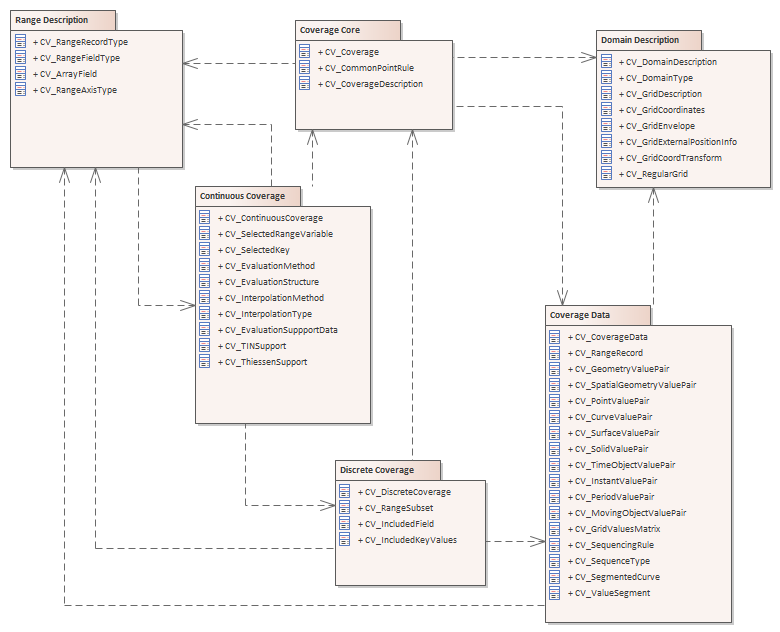 Range Description
+ CV_RangeRecordType
+ CV_RangeFieldType
+ CV_ArrayField
+ CV_RangeAxisType
Coverage Core
+ CV_Coverage
+ CV_CommonPointRule
+ CV_CoverageDescription
Domain Description
+ CV_DomainDescription
+ CV_DomainType
+ CV_GridDescription
+ CV_GridCoordinates
+ CV_GridEnvelope
+ CV_GridExternalPositionInfo
+ CV_GridCoordTransform
+ CV_RegularGrid
Continuous Coverage
+ CV_ContinuousCoverage
+ CV_SelectedRangeVariable
+ CV_SelectedKey
+ CV_EvaluationMethod
+ CV_EvaluationStructure
+ CV_InterpolationMethod
+ CV_InterpolationType
+ CV_EvaluationSuppportData
+ CV_TINSupport
+ CV_ThiessenSupport
Coverage Data
+ CV_CoverageData
+ CV_RangeRecord
+ CV_GeometryValuePair
+ CV_SpatialGeometryValuePair
+ CV_PointValuePair
+ CV_CurveValuePair
+ CV_SurfaceValuePair
+ CV_SolidValuePair
+ CV_TimeObjectValuePair
+ CV_InstantValuePair
+ CV_PeriodValuePair
+ CV_MovingObjectValuePair
+ CV_GridValuesMatrix
+ CV_SequencingRule
+ CV_SequenceType
+ CV_SegmentedCurve
+ CV_ValueSegment
Discrete Coverage
+ CV_DiscreteCoverage
+ CV_RangeSubset
+ CV_IncludedField
+ CV_IncludedKeyValues